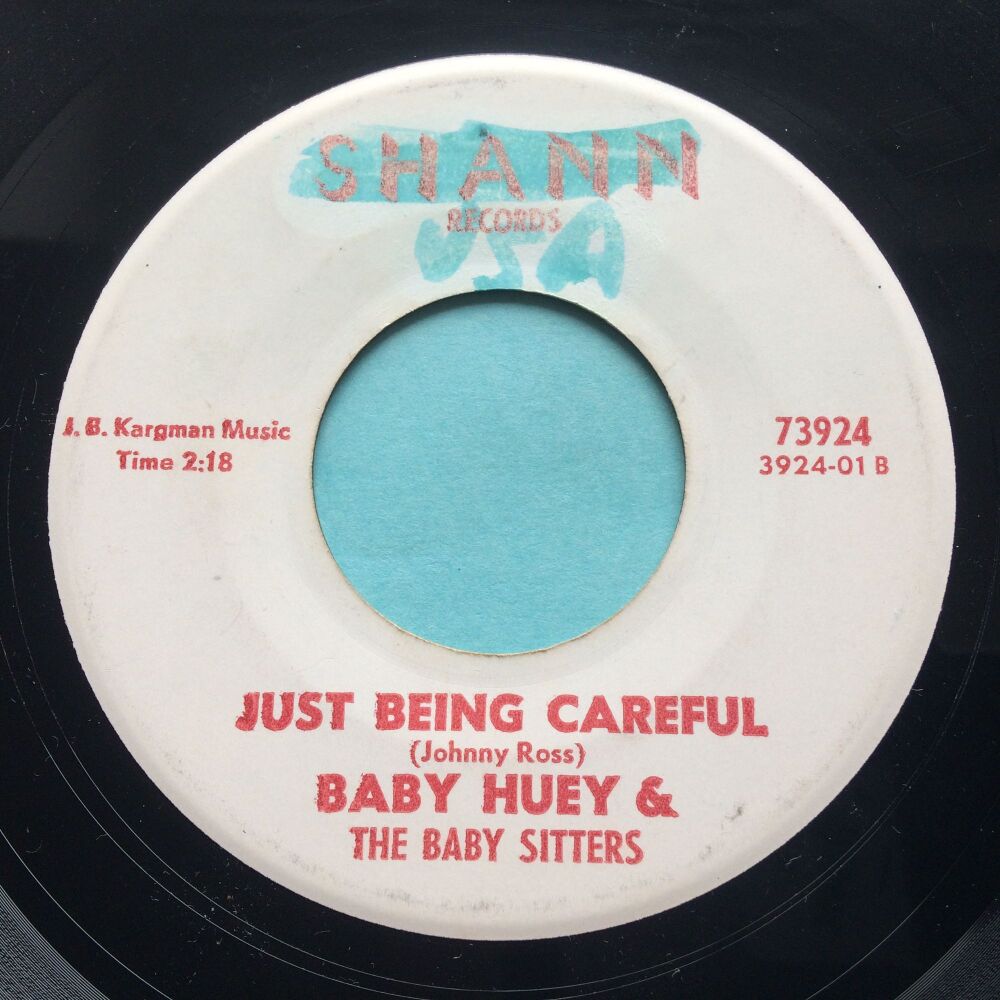 SHANN
RECORDS
USA
J. B. Kargman Music
Time 2:18
73924
3924-01 B
JUST BEING CAREFUL
(Johnny Ross)
BABY HUEY &
THE BABY SITTERS